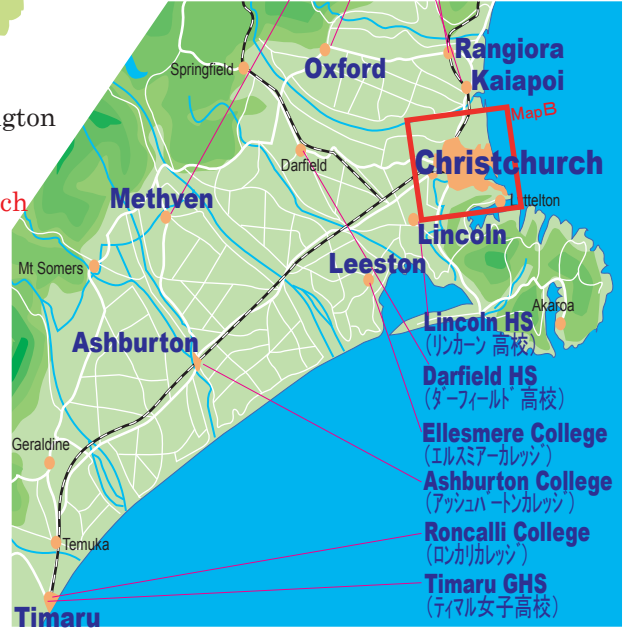 Rangiora
Oxford
Springfield
Kaiapoi
MapB
Darfield
Christchurch
Methven
Lyttelton
Lincoln
Mt Somers
Leeston
Akaroa
Ashburton
Lincoln HS
(リンカーン 高校)
Darfield HS
(ダーフィールド 高校)
Ellesmere College
(エルスミアーカレッジ)
Ashburton College
(アッシュバートンカレッジ)
Geraldine
Temuka
Roncalli College
(ロンカリカレッジ)
Timaru GHS
(ティマル女子高校)
Timaru